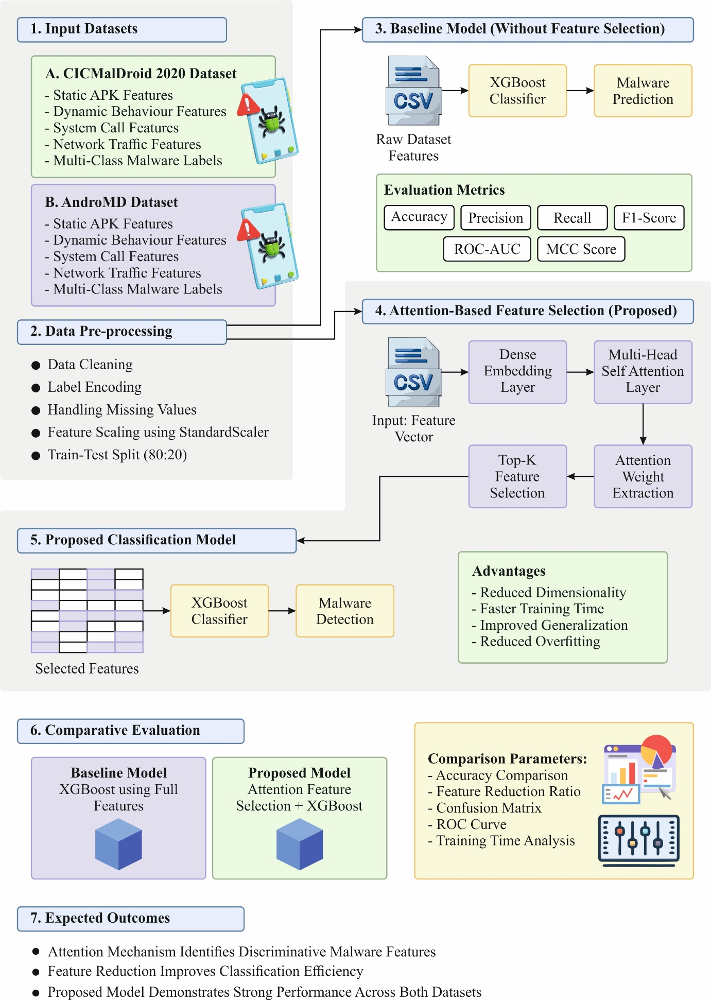 1. Input Datasets
A. CICMalDroid 2020 Dataset
- Static APK Features
- Dynamic Behaviour Features
- System Call Features
- Network Traffic Features
- Multi-Class Malware Labels
B. AndroMD Dataset
- Static APK Features
- Dynamic Behaviour Features
- System Call Features
- Network Traffic Features
- Multi-Class Malware Labels
2. Data Pre-processing
● Data Cleaning
● Label Encoding
● Handling Missing Values
● Feature Scaling using StandardScaler
● Train-Test Split (80:20)
3. Baseline Model (Without Feature Selection)
CSV
Raw Dataset
Features
XGBoost
Classifier
Malware
Prediction
Evaluation Metrics
Accuracy
Precision
Recall
F1-Score
ROC-AUC
MCC Score
4. Attention-Based Feature Selection (Proposed)
CSV
Input: Feature
Vector
Dense
Embedding
Layer
Multi-Head
Self Attention
Layer
Attention
Weight
Extraction
Top-K
Feature
Selection
5. Proposed Classification Model
Selected Features
XGBoost
Classifier
Malware
Detection
Advantages
- Reduced Dimensionality
- Faster Training Time
- Improved Generalization
- Reduced Overfitting
6. Comparative Evaluation
Baseline Model
XGBoost using Full
Features
Proposed Model
Attention Feature
Selection + XGBoost
Comparison Parameters:
- Accuracy Comparison
- Feature Reduction Ratio
- Confusion Matrix
- ROC Curve
- Training Time Analysis
7. Expected Outcomes
● Attention Mechanism Identifies Discriminative Malware Features
● Feature Reduction Improves Classification Efficiency
● Proposed Model Demonstrates Strong Performance Across Both Datasets